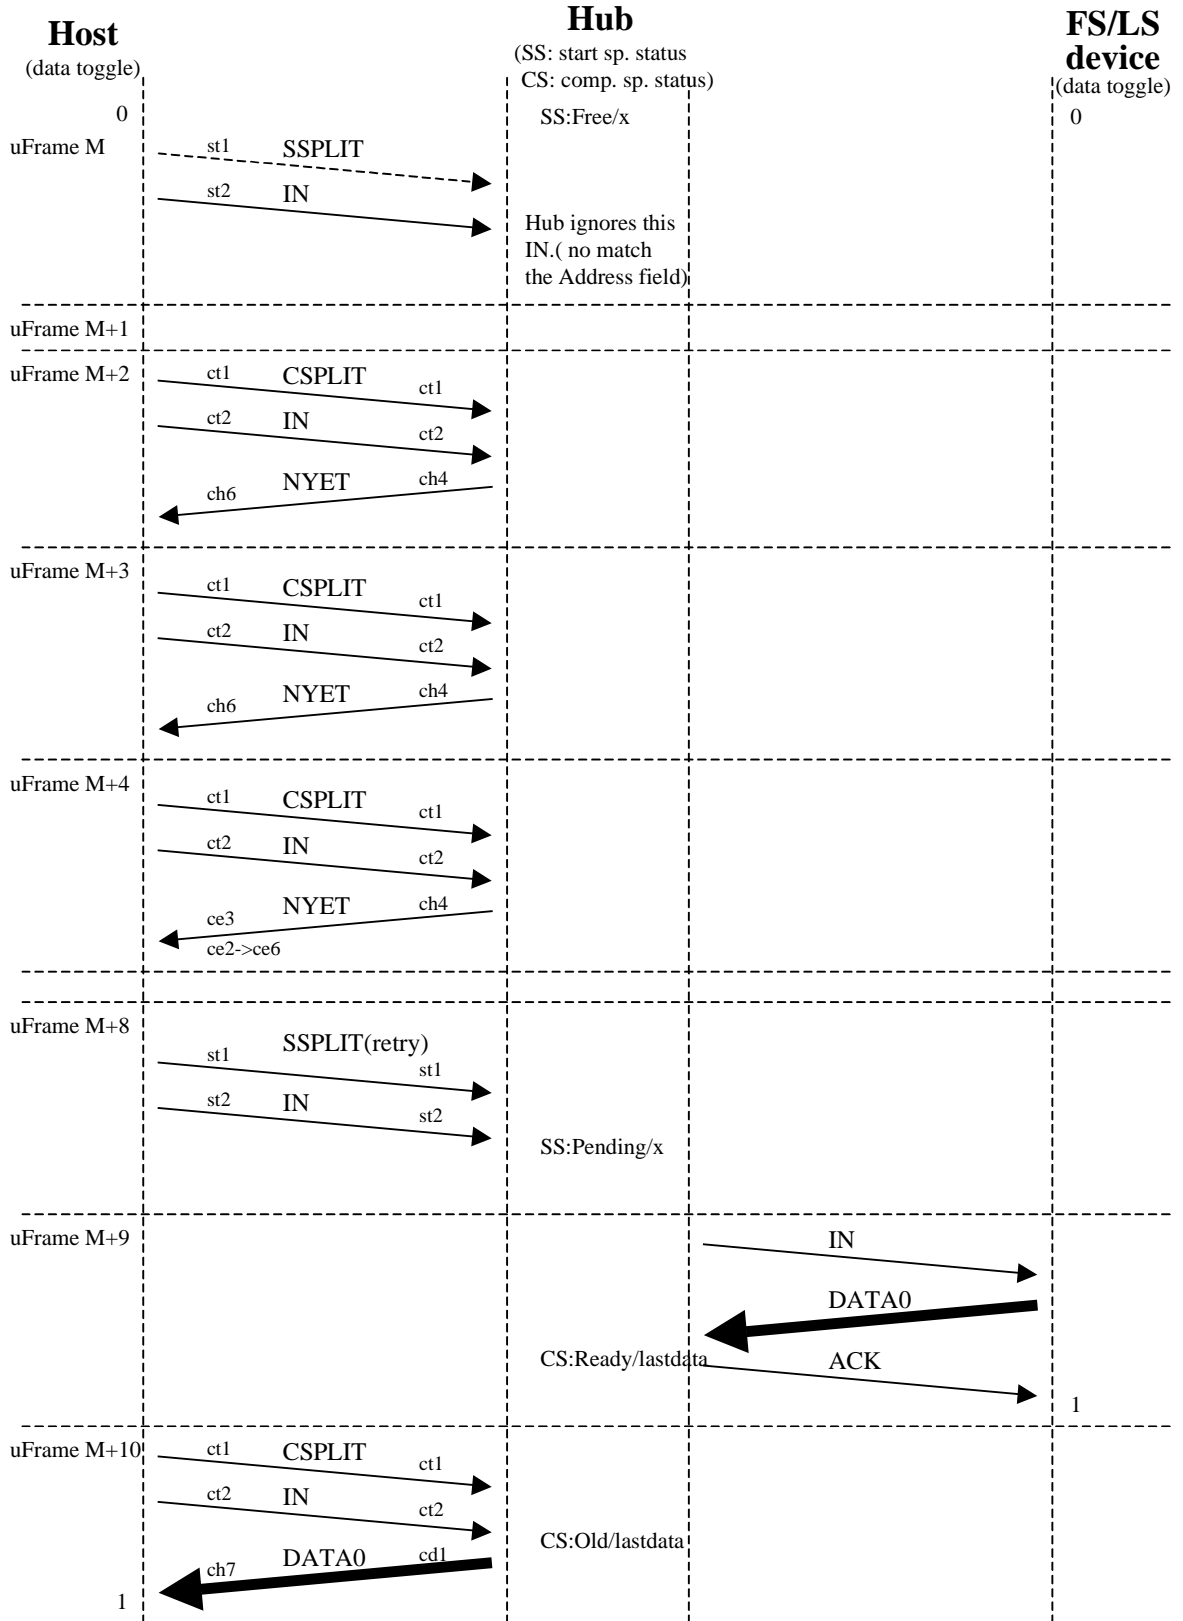 Host
(data toggle)
Hub
(SS: start sp. status
CS: comp. sp. status)
FS/LS
device
(data toggle)
0
SS:Free/x
0
uFrame M
st1 SSPLIT
st2 IN
Hub ignores this
IN.( no match
the Address field)
uFrame M+1
uFrame M+2
ct1 CSPLIT ct1
ct2 IN ct2
ch6 NYET ch4
uFrame M+3
ct1 CSPLIT ct1
ct2 IN ct2
ch6 NYET ch4
uFrame M+4
ct1 CSPLIT ct1
ct2 IN ct2
ce3 NYET ch4
ce2->ce6
uFrame M+8
st1 SSPLIT(retry) st1
st2 IN st2
SS:Pending/x
uFrame M+9
IN
DATA0
CS:Ready/lastdata
ACK
1
uFrame M+10
ct1 CSPLIT ct1
ct2 IN ct2
CS:Old/lastdata
ch7 DATA0 cd1
1